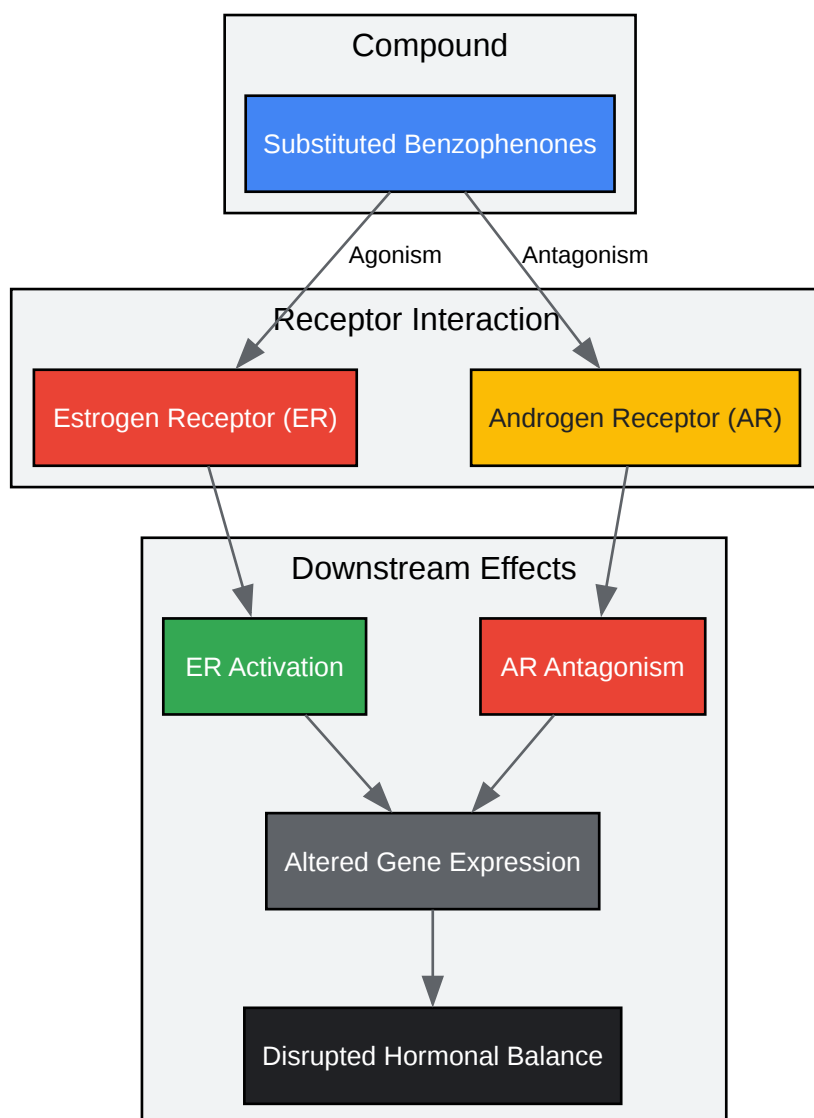 Compound
Substituted Benzophenones
Agonism
Antagonism
Receptor Interaction
Estrogen Receptor (ER)
Androgen Receptor (AR)
Downstream Effects
ER Activation
AR Antagonism
Altered Gene Expression
Disrupted Hormonal Balance